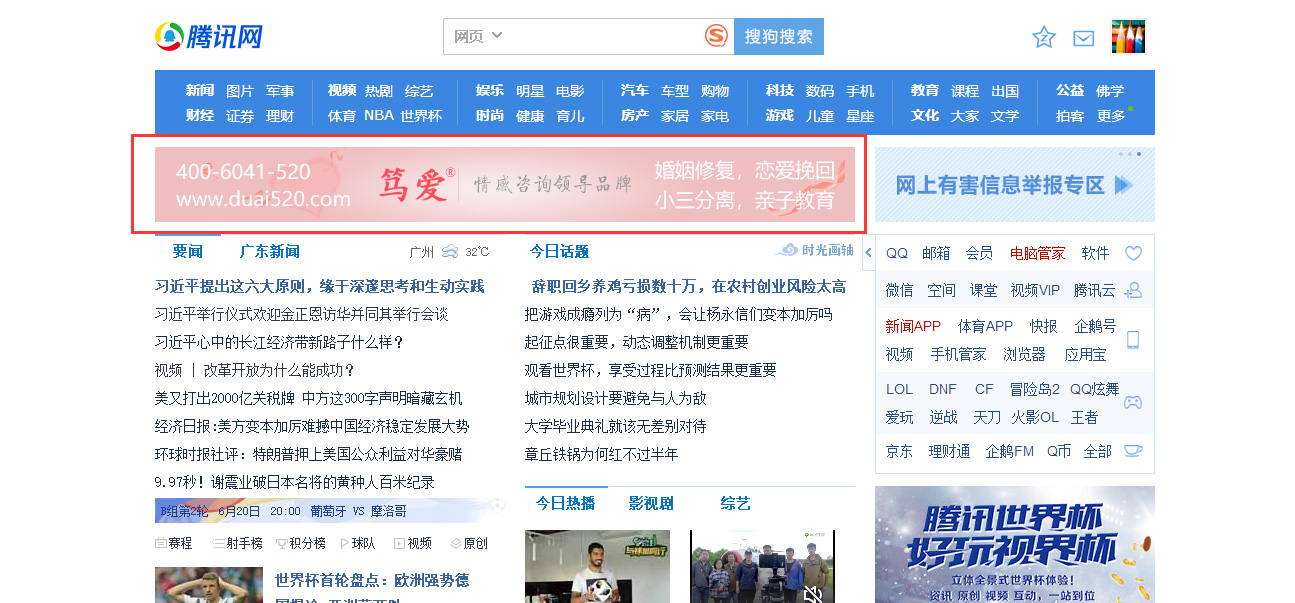 腾讯网
网页 搜狗搜索
新闻 图片 军事 视频 热剧 综艺 娱乐 明星 电影 汽车 车型 购物 科技 数码 手机 教育 课程 出国 公益 佛学
财经 证券 理财 体育 NBA 世界杯 时尚 健康 育儿 房产 家居 家电 游戏 儿童 星座 文化 大家 文学 拍客 更多
400-6041-520
www.duai520.com
笃爱® 情感咨询领导品牌
婚姻修复，恋爱挽回
小三分离，亲子教育
网上有害信息举报专区
要闻 广东新闻 广州 32℃
习近平提出这六大原则，缘于深邃思考和生动实践
习近平举行仪式欢迎金正恩访华并同其举行会谈
习近平心中的长江经济带新路子什么样？
视频 丨 改革开放为什么能成功？
美又打出2000亿关税牌 中方这300字声明暗藏玄机
经济日报:美方变本加厉难撼中国经济稳定发展大势
环球时报社评：特朗普押上美国公众利益对华豪赌
9.97秒！谢震业破日本名将的黄种人百米纪录
B组第2轮 6月20日 20:00 葡萄牙 VS 摩洛哥
赛程 射手榜 积分榜 球队 视频 原创
世界杯首轮盘点：欧洲强势德
今日话题 时光画轴
辞职回乡养鸡亏损数十万，在农村创业风险太高
把游戏成瘾列为“病”，会让杨永信们变本加厉吗
起征点很重要，动态调整机制更重要
观看世界杯，享受过程比预测结果更重要
城市规划设计要避免与人为敌
大学毕业典礼就该无差别对待
章丘铁锅为何红不过半年
今日热播 影视剧 综艺
QQ 邮箱 会员 电脑管家 软件
微信 空间 课堂 视频VIP 腾讯云
新闻APP 体育APP 快报 企鹅号
视频 手机管家 浏览器 应用宝
LOL DNF CF 冒险岛2 QQ炫舞
爱玩 逆战 天刀 火影OL 王者
京东 理财通 企鹅FM Q币 全部
腾讯世界杯
好玩视界杯
立体全景式世界杯体验！
资讯 原创 视频 互动，一站到位